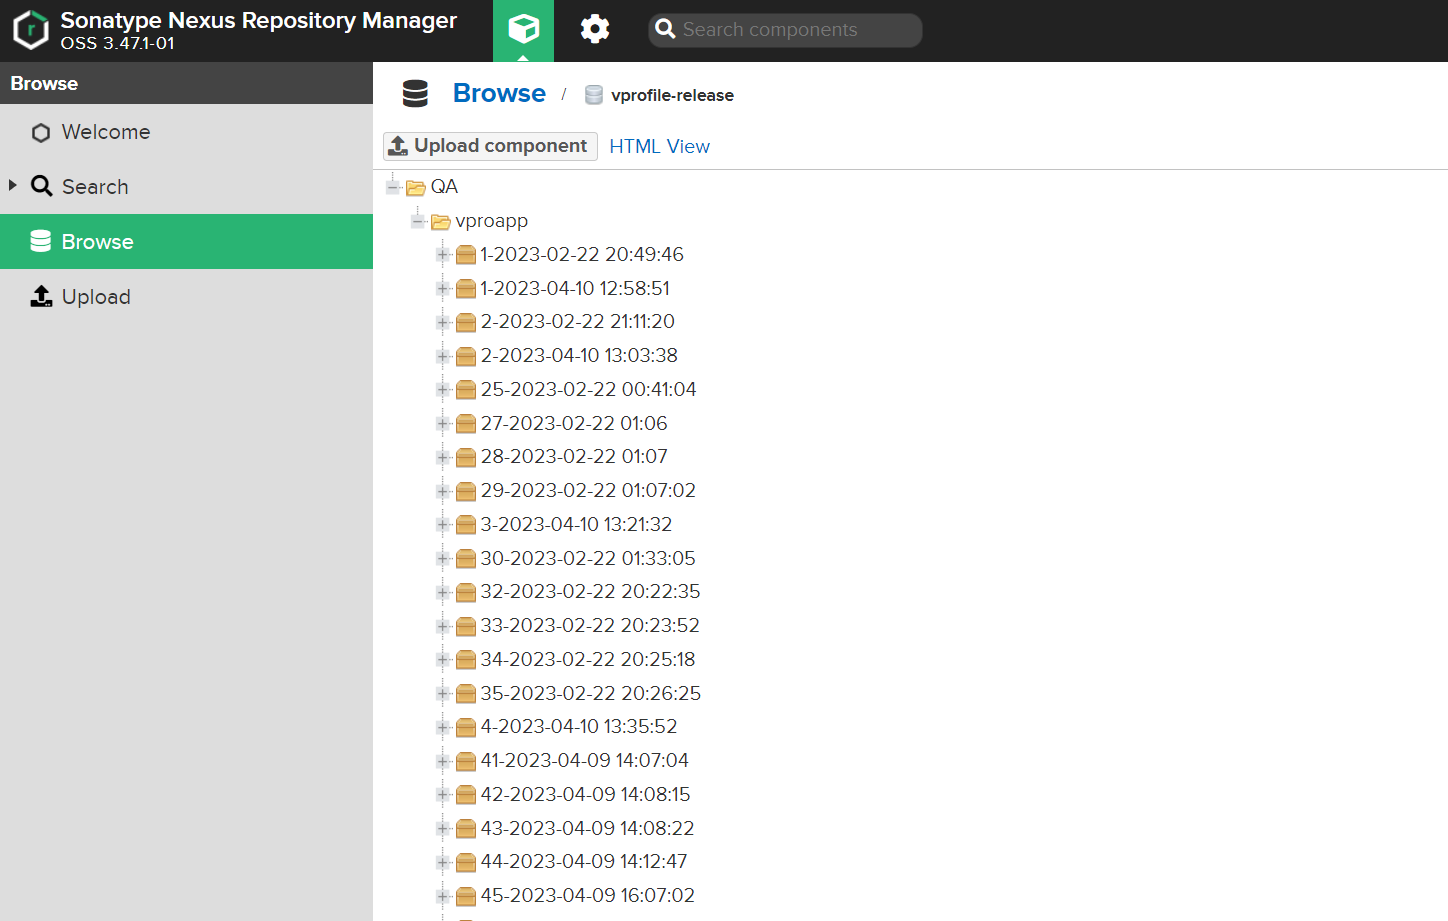 Sonatype Nexus Repository Manager
OSS 3.47.1-01
Search components
Browse
Welcome
Search
Browse
Upload
Browse / vprofile-release
Upload component HTML View
QA
vproapp
1-2023-02-22 20:49:46
1-2023-04-10 12:58:51
2-2023-02-22 21:11:20
2-2023-04-10 13:03:38
25-2023-02-22 00:41:04
27-2023-02-22 01:06
28-2023-02-22 01:07
29-2023-02-22 01:07:02
3-2023-04-10 13:21:32
30-2023-02-22 01:33:05
32-2023-02-22 20:22:35
33-2023-02-22 20:23:52
34-2023-02-22 20:25:18
35-2023-02-22 20:26:25
4-2023-04-10 13:35:52
41-2023-04-09 14:07:04
42-2023-04-09 14:08:15
43-2023-04-09 14:08:22
44-2023-04-09 14:12:47
45-2023-04-09 16:07:02